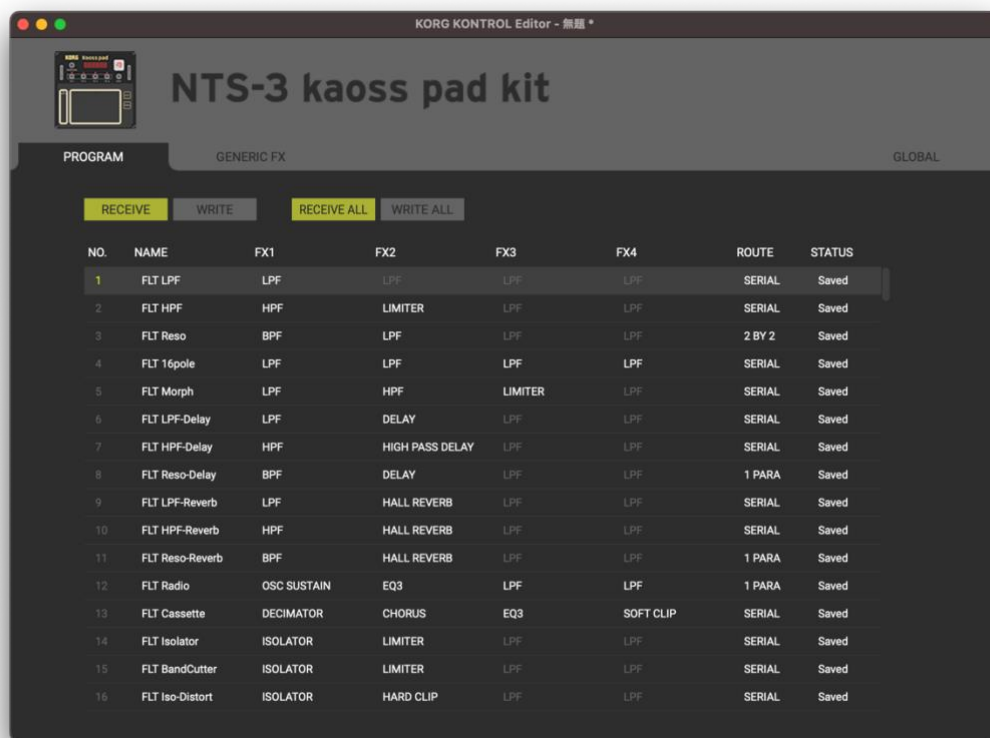 KORG KONTROL Editor - 無題 *
KORG Kaoss pad
NTS-3 kaoss pad kit
PROGRAM GENERIC FX GLOBAL
RECEIVE WRITE RECEIVE ALL WRITE ALL
NO. NAME FX1 FX2 FX3 FX4 ROUTE STATUS
1 FLT LPF LPF LPF LPF LPF SERIAL Saved
2 FLT HPF HPF LIMITER LPF LPF SERIAL Saved
3 FLT Reso BPF LPF LPF LPF 2 BY 2 Saved
4 FLT 16pole LPF LPF LPF LPF SERIAL Saved
5 FLT Morph LPF HPF LIMITER LPF SERIAL Saved
6 FLT LPF-Delay LPF DELAY LPF LPF SERIAL Saved
7 FLT HPF-Delay HPF HIGH PASS DELAY LPF LPF SERIAL Saved
8 FLT Reso-Delay BPF DELAY LPF LPF 1 PARA Saved
9 FLT LPF-Reverb LPF HALL REVERB LPF LPF SERIAL Saved
10 FLT HPF-Reverb HPF HALL REVERB LPF LPF SERIAL Saved
11 FLT Reso-Reverb BPF HALL REVERB LPF LPF 1 PARA Saved
12 FLT Radio OSC SUSTAIN EQ3 LPF LPF 1 PARA Saved
13 FLT Cassette DECIMATOR CHORUS EQ3 SOFT CLIP SERIAL Saved
14 FLT Isolator ISOLATOR LIMITER LPF LPF SERIAL Saved
15 FLT BandCutter ISOLATOR LIMITER LPF LPF SERIAL Saved
16 FLT Iso-Distort ISOLATOR HARD CLIP LPF LPF SERIAL Saved